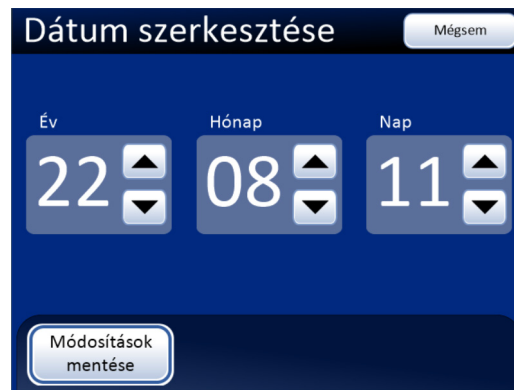 Dátum szerkesztése
Mégsem
Év
Hónap
Nap
22
08
11
Módosítások
mentése